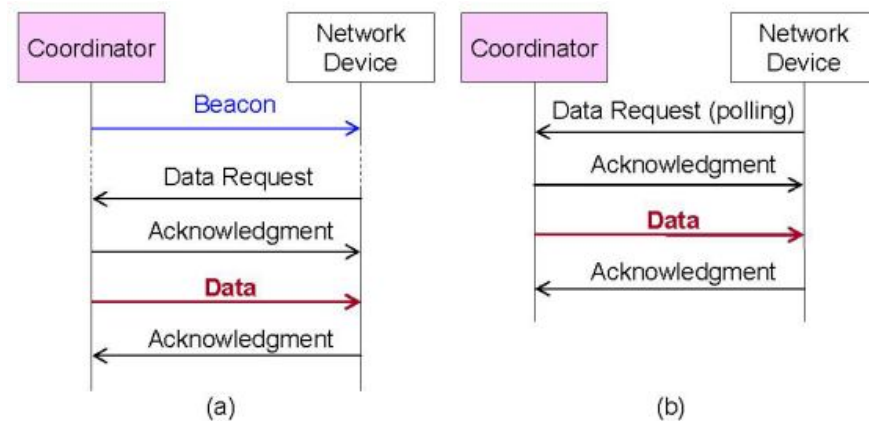 Coordinator
Network
Device
Beacon
Data Request
Acknowledgment
Data
Acknowledgment
(a)
Coordinator
Network
Device
Data Request (polling)
Acknowledgment
Data
Acknowledgment
(b)